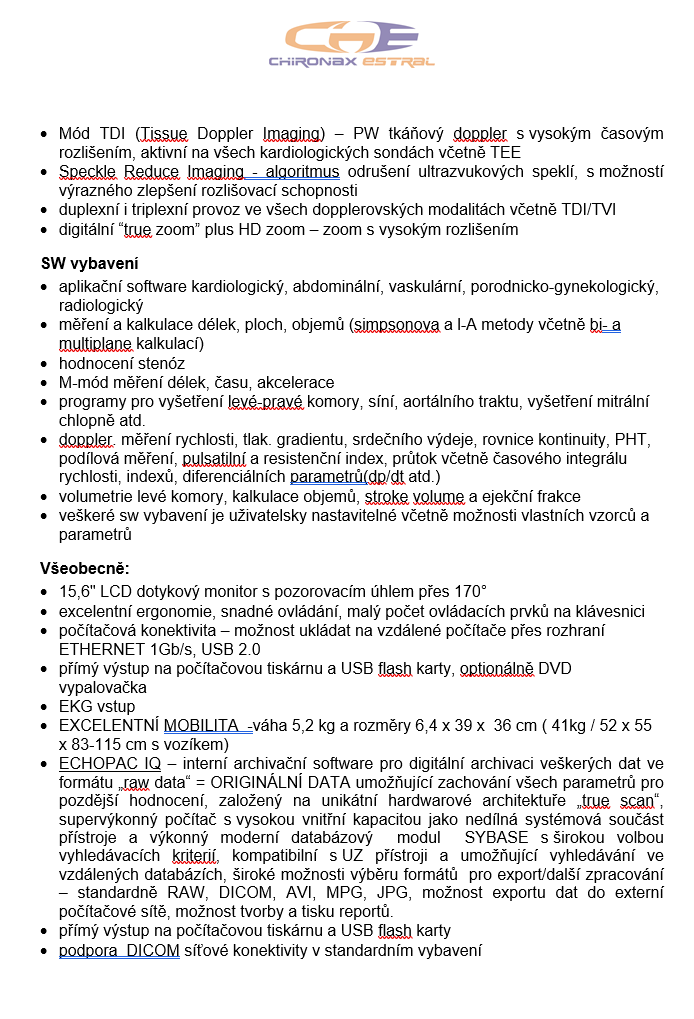 CHIRONAX ESTRAL
• Mód TDI (Tissue Doppler Imaging) – PW tkáňový doppler s vysokým časovým
rozlišením, aktivní na všech kardiologických sondách včetně TEE
• Speckle Reduce Imaging - algoritmus odrušení ultrazvukových speklí, s možností
výrazného zlepšení rozlišovací schopnosti
• duplexní i triplexní provoz ve všech dopplerovských modalitách včetně TDI/TVI
• digitální “true zoom” plus HD zoom – zoom s vysokým rozlišením
SW vybavení
• aplikační software kardiologický, abdominální, vaskulární, porodnicko-gynekologický,
radiologický
• měření a kalkulace délek, ploch, objemů (simpsonova a l-A metody včetně bi- a
multiplane kalkulací)
• hodnocení stenóz
• M-mód měření délek, času, akcelerace
• programy pro vyšetření levé-pravé komory, síní, aortálního traktu, vyšetření mitrální
chlopně atd.
• doppler. měření rychlosti, tlak. gradientu, srdečního výdeje, rovnice kontinuity, PHT,
podílová měření, pulsatilní a resistenční index, průtok včetně časového integrálu
rychlosti, indexů, diferenciálních parametrů(dp/dt atd.)
• volumetrie levé komory, kalkulace objemů, stroke volume a ejekční frakce
• veškeré sw vybavení je uživatelsky nastavitelné včetně možnosti vlastních vzorců a
parametrů
Všeobecně:
• 15,6" LCD dotykový monitor s pozorovacím úhlem přes 170°
• excelentní ergonomie, snadné ovládání, malý počet ovládacích prvků na klávesnici
• počítačová konektivita – možnost ukládat na vzdálené počítače přes rozhraní
ETHERNET 1Gb/s, USB 2.0
• přímý výstup na počítačovou tiskárnu a USB flash karty, optionálně DVD
vypalovačka
• EKG vstup
• EXCELENTNÍ MOBILITA -váha 5,2 kg a rozměry 6,4 x 39 x 36 cm ( 41kg / 52 x 55
x 83-115 cm s vozíkem)
• ECHOPAC IQ – interní archivační software pro digitální archivaci veškerých dat ve
formátu „raw data“ = ORIGINÁLNÍ DATA umožňující zachování všech parametrů pro
pozdější hodnocení, založený na unikátní hardwarové architektuře „true scan“,
supervýkonný počítač s vysokou vnitřní kapacitou jako nedílná systémová součást
přístroje a výkonný moderní databázový modul SYBASE s širokou volbou
vyhledávacích kriterií, kompatibilní s UZ přístroji a umožňující vyhledávání ve
vzdálených databázích, široké možnosti výběru formátů pro export/další zpracování
– standardně RAW, DICOM, AVI, MPG, JPG, možnost exportu dat do externí
počítačové sítě, možnost tvorby a tisku reportů.
• přímý výstup na počítačovou tiskárnu a USB flash karty
• podpora DICOM síťové konektivity v standardním vybavení